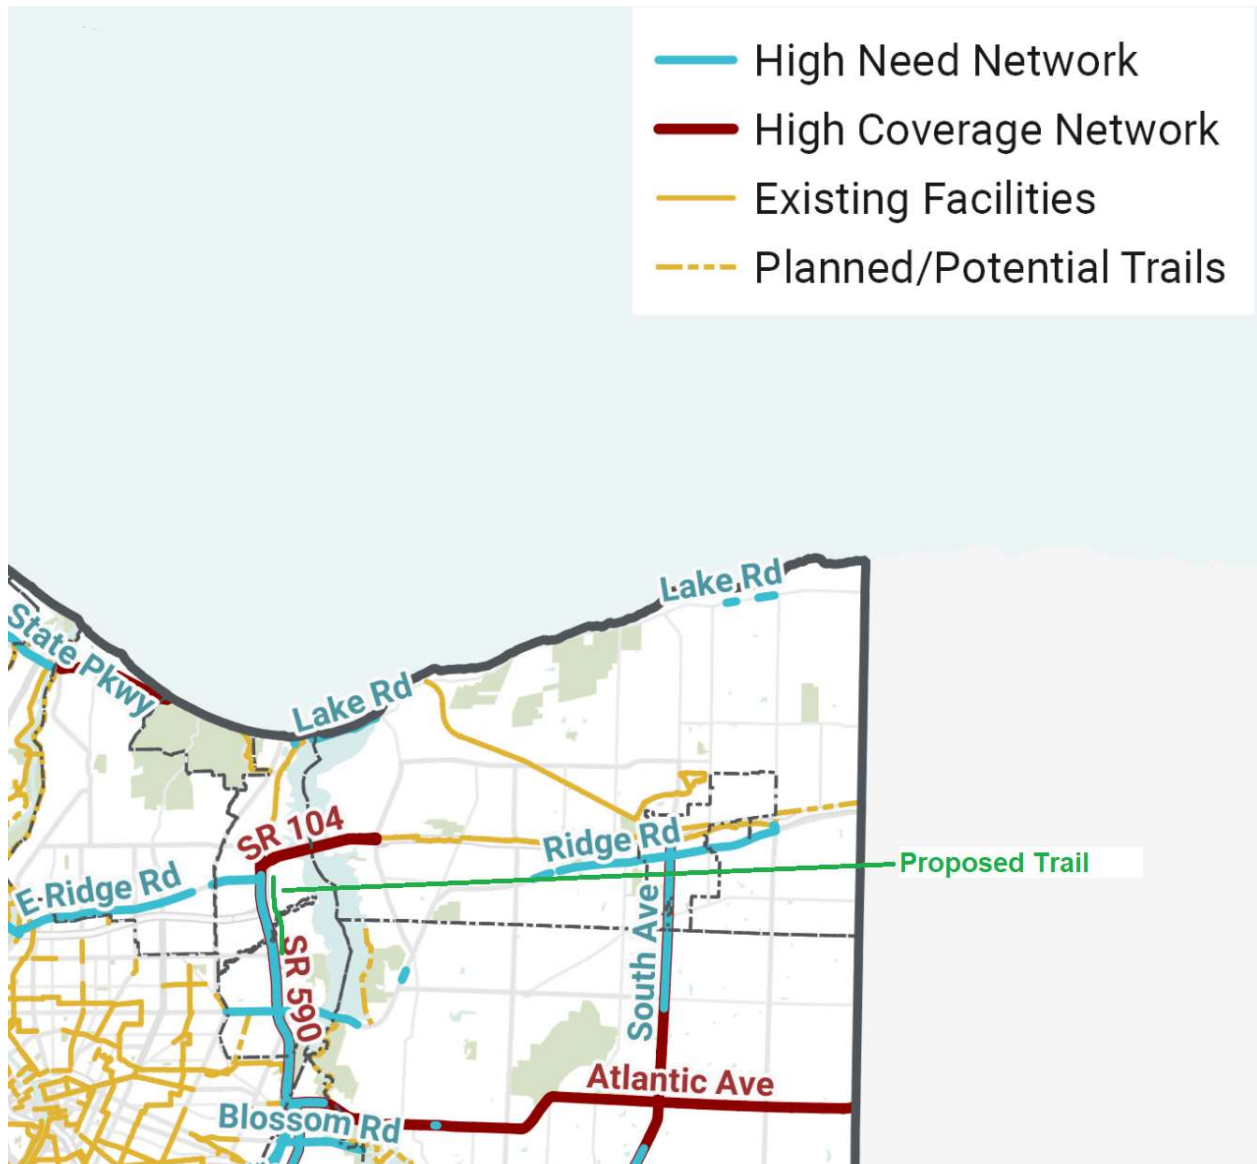 High Need Network
High Coverage Network
Existing Facilities
Planned/Potential Trails
Lake Rd
State Pkwy
Lake Rd
SR 104
Ridge Rd
E Ridge Rd
Proposed Trail
South Ave
SR 590
Atlantic Ave
Blossom Rd